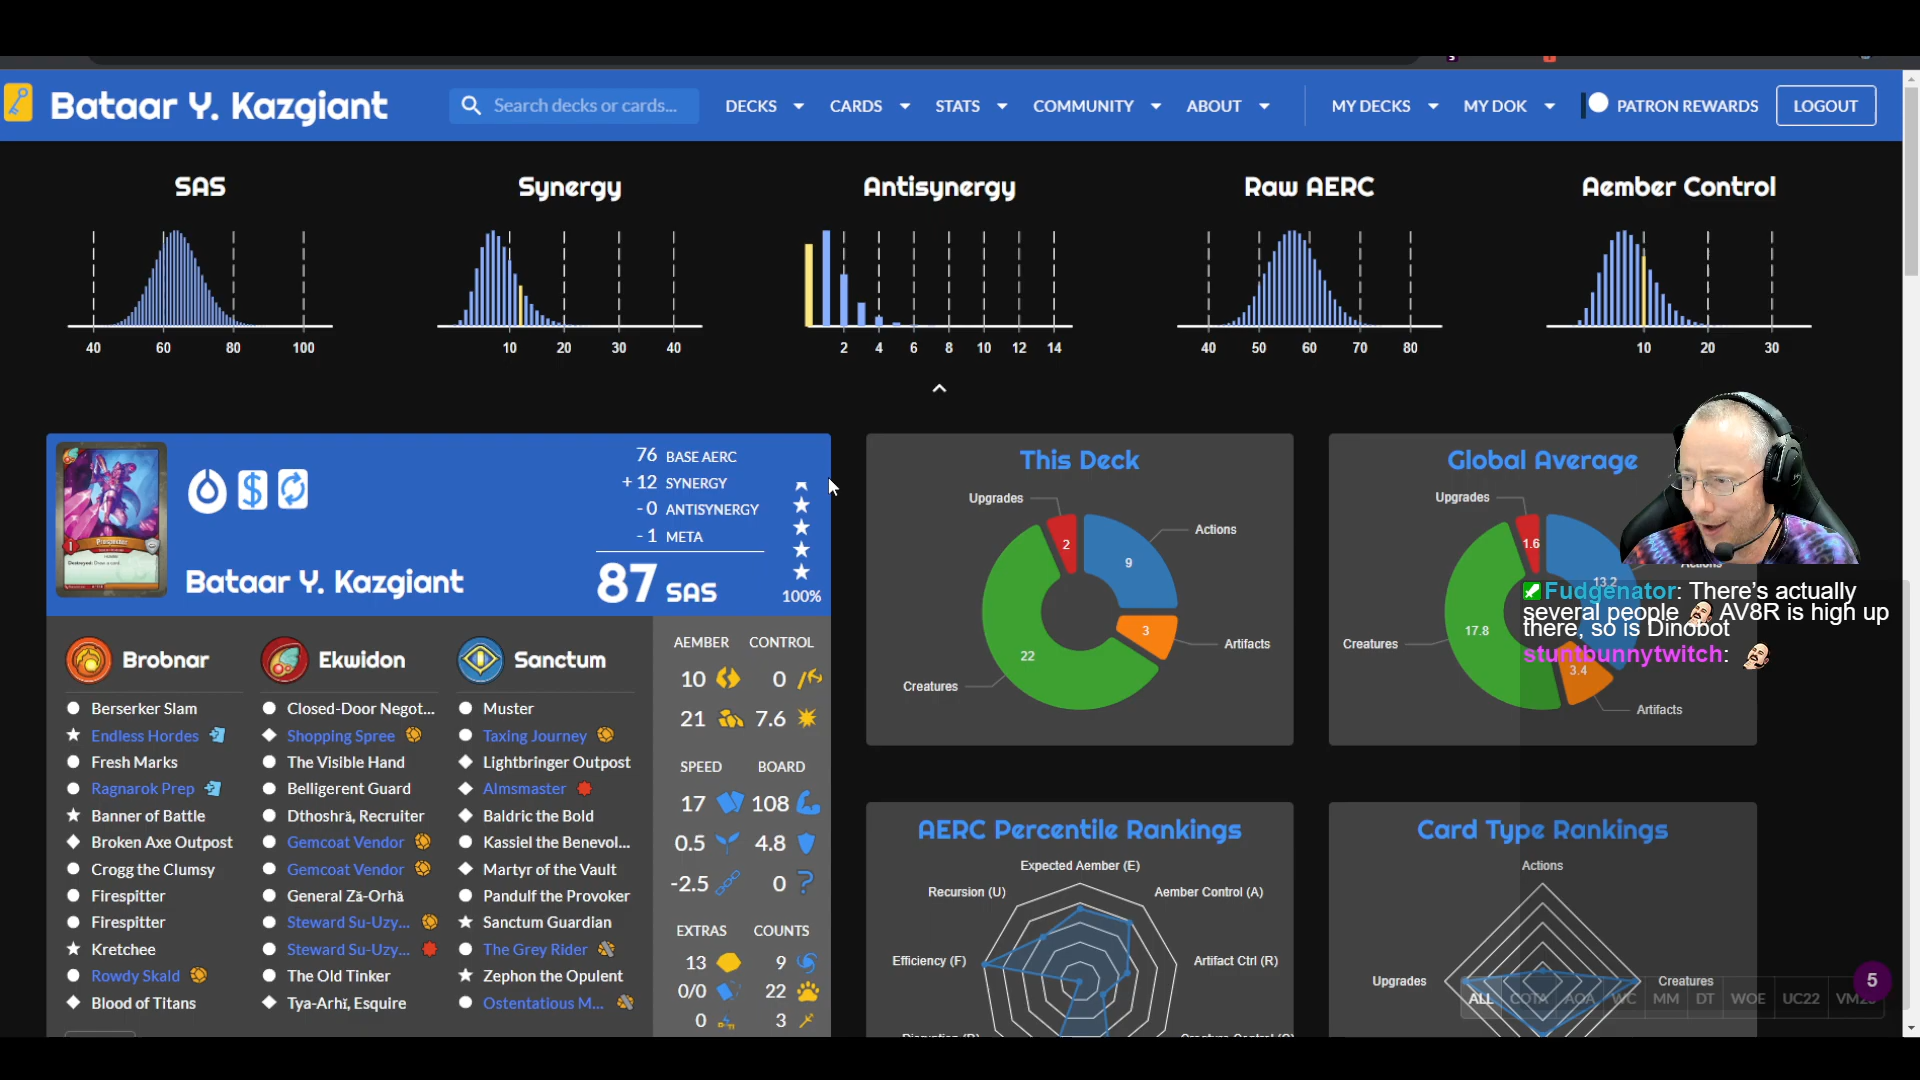 Bataar Y. Kazgiant
Search decks or cards...
DECKS
CARDS
STATS
COMMUNITY
ABOUT
MY DECKS
MY DOK
PATRON REWARDS
LOGOUT
SAS
40 60 80 100
Synergy
10 20 30 40
Antisynergy
2 4 6 8 10 12 14
Raw AERC
40 50 60 70 80
Aember Control
10 20 30
76 BASE AERC
+ 12 SYNERGY
- 0 ANTISYNERGY
- 1 META
87 SAS
100%
Bataar Y. Kazgiant
Brobnar
Berserker Slam
Endless Hordes
Fresh Marks
Ragnarok Prep
Banner of Battle
Broken Axe Outpost
Crogg the Clumsy
Firespitter
Firespitter
Kretchee
Rowdy Skald
Blood of Titans
Ekwidon
Closed-Door Negot...
Shopping Spree
The Visible Hand
Belligerent Guard
Dthoshră, Recruiter
Gemcoat Vendor
Gemcoat Vendor
General Ză-Orhă
Steward Su-Uzy...
Steward Su-Uzy...
The Old Tinker
Tya-Arhĭ, Esquire
Sanctum
Muster
Taxing Journey
Lightbringer Outpost
Almsmaster
Baldric the Bold
Kassiel the Benevol...
Martyr of the Vault
Pandulf the Provoker
Sanctum Guardian
The Grey Rider
Zephon the Opulent
Ostentatious M...
AEMBER CONTROL
10 0
21 7.6
SPEED BOARD
17 108
0.5 4.8
-2.5 0 ?
EXTRAS COUNTS
13 9
0/0 22
0 3
This Deck
Upgrades
2
Actions
9
3
Artifacts
22
Creatures
Global Average
Upgrades
1.6
Actions
13.2
17.8
Creatures
3.4
Artifacts
Fudgenator: There's actually
several people AV8R is high up
there, so is Dinobot
stuntbunnytwitch:
AERC Percentile Rankings
Expected Aember (E)
Recursion (U)
Aember Control (A)
Efficiency (F)
Artifact Ctrl (R)
Card Type Rankings
Actions
Upgrades
Creatures
5
ALL COTA AOA WC MM DT WOE UC22 VM23